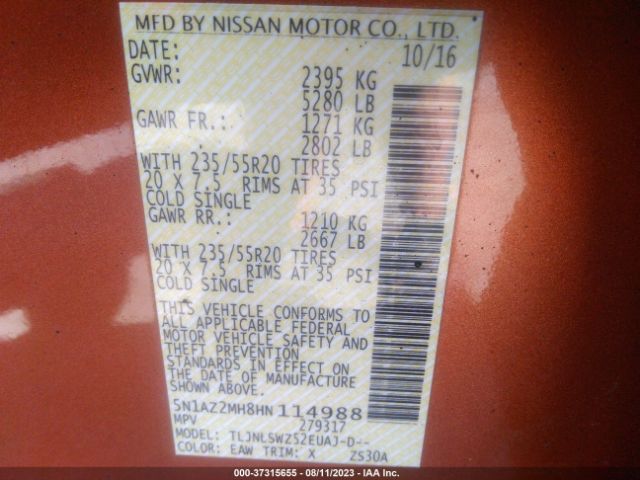 MFD BY NISSAN MOTOR CO., LTD.
DATE: 10/16
GVWR: 2395 KG
5280 LB
GAWR FR.: 1271 KG
2802 LB
WITH 235/55R20 TIRES
20 X 7.5 RIMS AT 35 PSI
COLD SINGLE
GAWR RR.: 1210 KG
2667 LB
WITH 235/55R20 TIRES
20 X 7.5 RIMS AT 35 PSI
COLD SINGLE
THIS VEHICLE CONFORMS TO
ALL APPLICABLE FEDERAL
MOTOR VEHICLE SAFETY AND
THEFT PREVENTION
STANDARDS IN EFFECT ON
THE DATE OF MANUFACTURE
SHOWN ABOVE.
5N1AZ2MH8HN 114988
MPV 279317
MODEL: TLJNLSWZ52EUAJ-D--
COLOR: EAW TRIM: X ZS30A
000-37315655 - 08/11/2023 - IAA Inc.